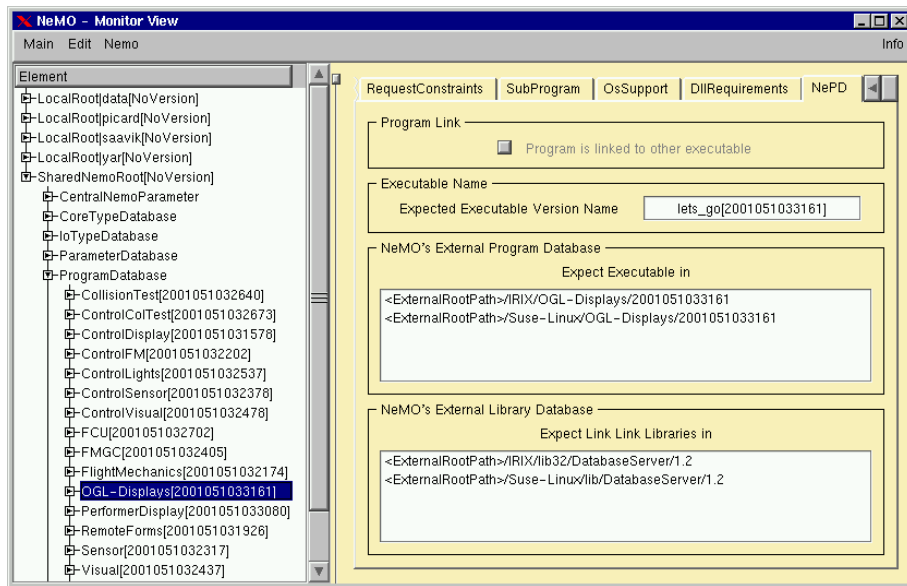 NeMO - Monitor View
Main Edit Nemo Info
Element
LocalRoot|data[NoVersion]
LocalRoot|picard[NoVersion]
LocalRoot|saavik[NoVersion]
LocalRoot|yar[NoVersion]
SharedNemoRoot[NoVersion]
CentralNemoParameter
CoreTypeDatabase
IoTypeDatabase
ParameterDatabase
ProgramDatabase
CollisionTest[2001051032640]
ControlColTest[2001051032673]
ControlDisplay[2001051031578]
ControlFM[2001051032202]
ControlLights[2001051032537]
ControlSensor[2001051032378]
ControlVisual[2001051032478]
FCU[2001051032702]
FMGC[2001051032405]
FlightMechanics[2001051032174]
OGL-Displays[2001051033161]
PerformerDisplay[2001051033080]
RemoteForms[2001051031926]
Sensor[2001051032317]
Visual[2001051032437]
RequestConstraints SubProgram OsSupport DllRequirements NePD
Program Link
Program is linked to other executable
Executable Name
Expected Executable Version Name lets_go[2001051033161]
NeMO's External Program Database
Expect Executable in
<ExternalRootPath>/IRIX/OGL-Displays/2001051033161
<ExternalRootPath>/Suse-Linux/OGL-Displays/2001051033161
NeMO's External Library Database
Expect Link Link Libraries in
<ExternalRootPath>/IRIX/lib32/DatabaseServer/1.2
<ExternalRootPath>/Suse-Linux/lib/DatabaseServer/1.2